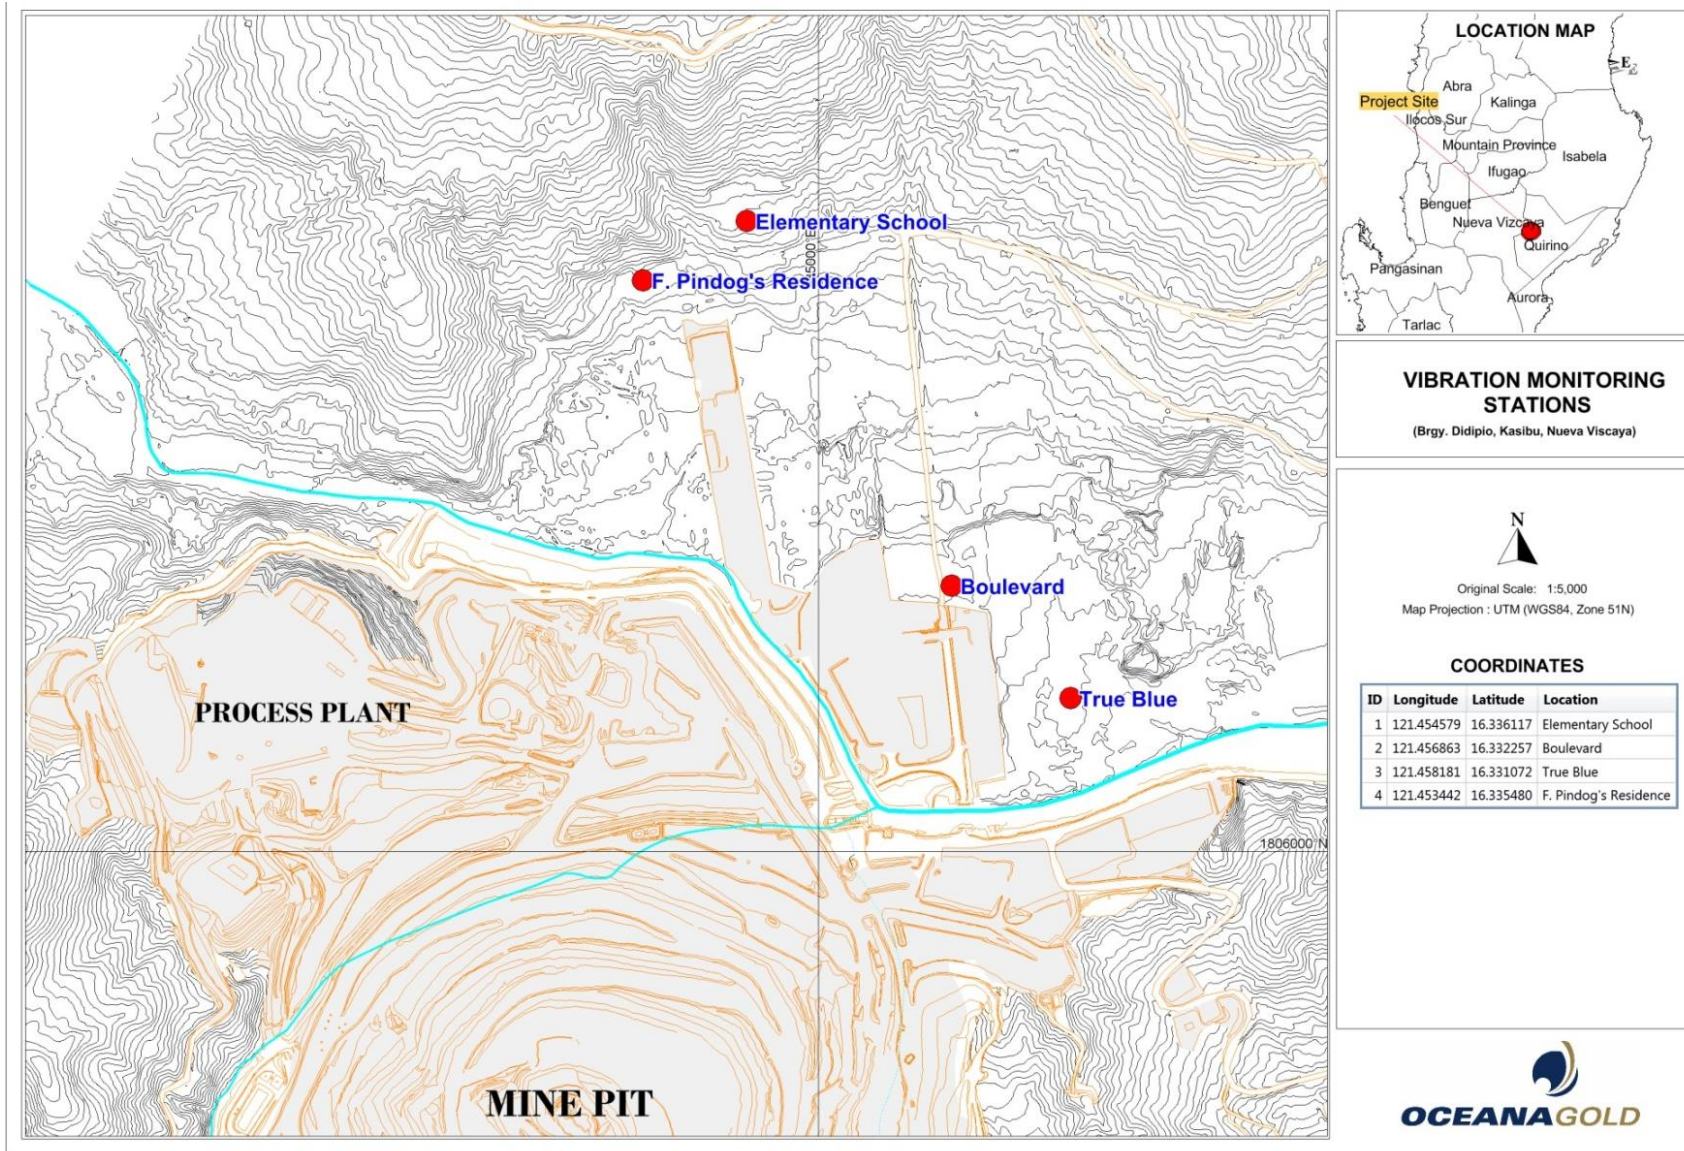 Elementary School
F. Pindog's Residence
Boulevard
True Blue
PROCESS PLANT
1806000 N
MINE PIT
LOCATION MAP
Abra
Project Site
Kalinga
Ilocos Sur
Mountain Province
Isabela
Ifugao
Benguet
Nueva Vizcaya
Quirino
Pangasinan
Aurora
Tarlac
VIBRATION MONITORING
STATIONS
(Brgy. Didipio, Kasibu, Nueva Viscaya)
N
Original Scale: 1:5,000
Map Projection : UTM (WGS84, Zone 51N)
COORDINATES
ID Longitude Latitude Location
1 121.454579 16.336117 Elementary School
2 121.456863 16.332257 Boulevard
3 121.458181 16.331072 True Blue
4 121.453442 16.335480 F. Pindog's Residence
OCEANAGOLD